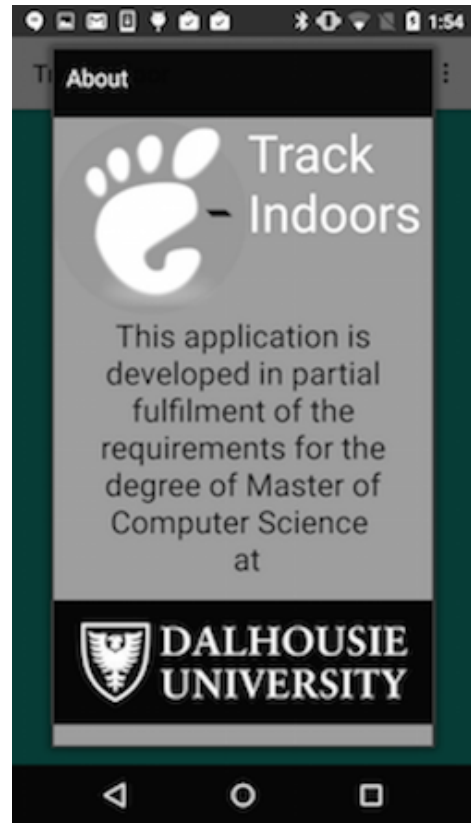 1:54
About
Track
Indoors
This application is
developed in partial
fulfilment of the
requirements for the
degree of Master of
Computer Science
at
DALHOUSIE
UNIVERSITY